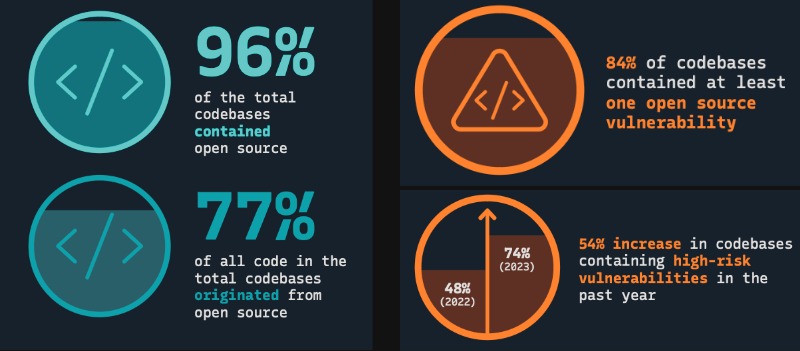 96%
of the total
codebases
contained
open source
77%
of all code in the
total codebases
originated from
open source
84% of codebases
contained at least
one open source
vulnerability
48%
(2022)
74%
(2023)
54% increase in codebases
containing high-risk
vulnerabilities in the
past year